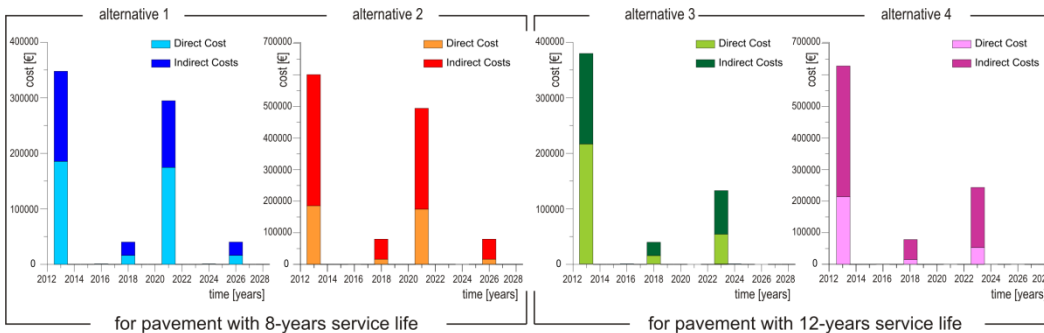 alternative 1
alternative 2
alternative 3
alternative 4
400000
300000
200000
100000
0
cost [€]
Direct Cost
Indirect Costs
2012 2014 2016 2018 2020 2022 2024 2026 2028
time [years]
700000
600000
500000
400000
300000
200000
100000
0
cost [€]
Direct Cost
Indirect Costs
2012 2014 2016 2018 2020 2022 2024 2026 2028
time [years]
400000
300000
200000
100000
0
cost [€]
Direct Cost
Indirect Costs
2012 2014 2016 2018 2020 2022 2024 2026 2028
time [years]
700000
600000
500000
400000
300000
200000
100000
0
cost [€]
Direct Cost
Indirect Costs
2012 2014 2016 2018 2020 2022 2024 2026
time [years]
for pavement with 8-years service life
for pavement with 12-years service life